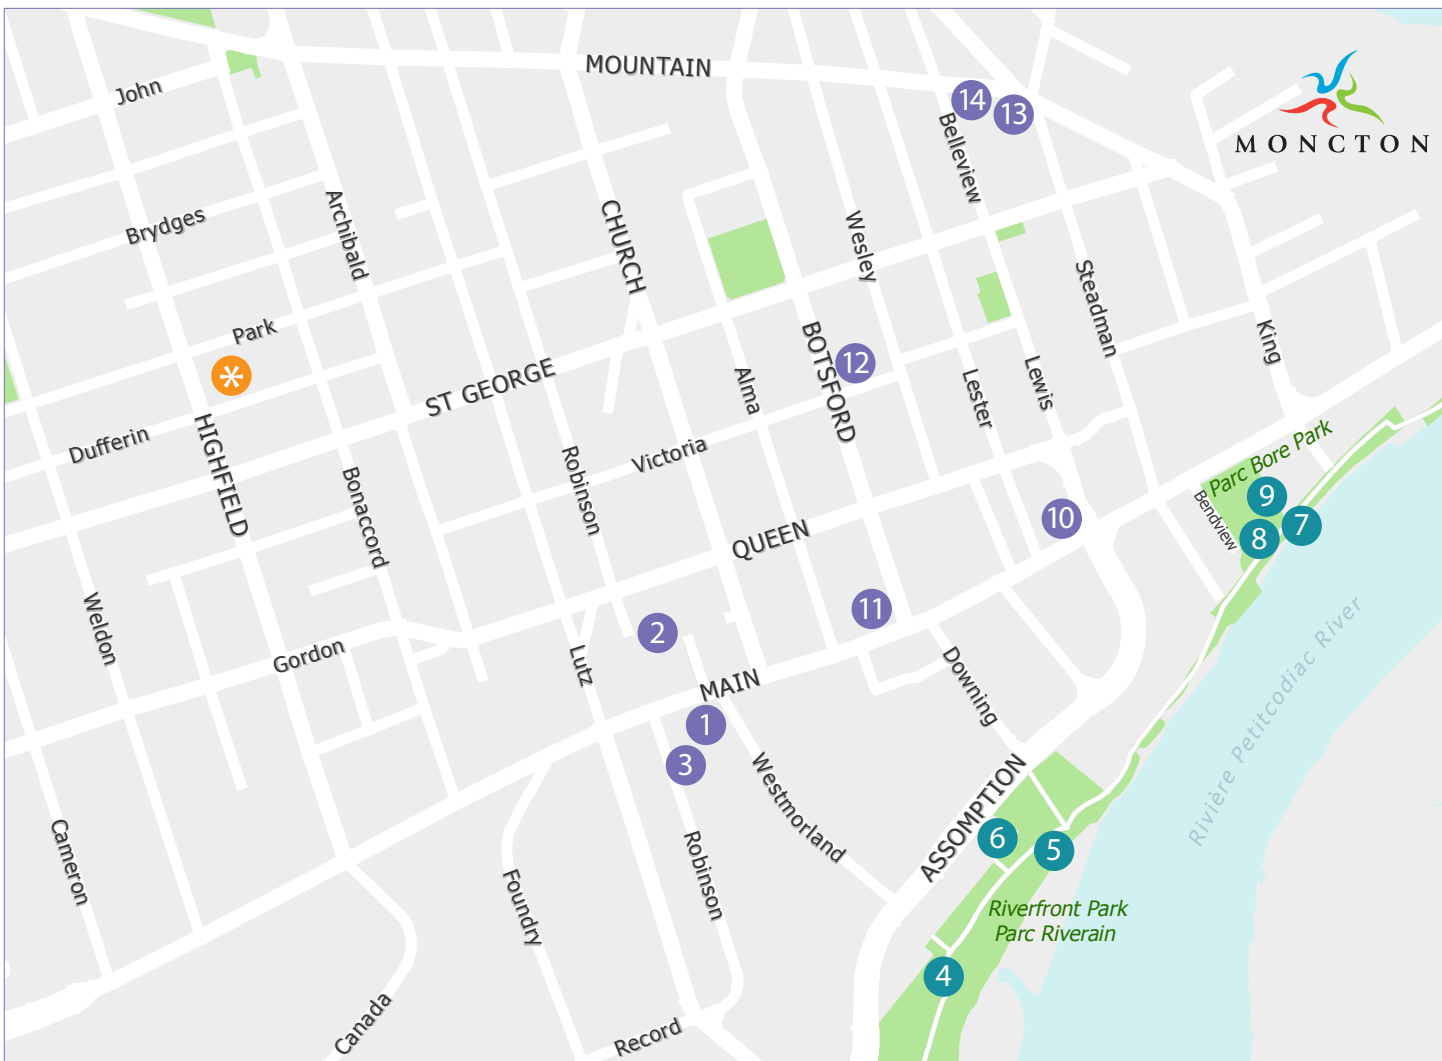 MOUNTAIN
John
14
13
Belleview
MONCTON
Brydges
Archibald
CHURCH
Wesley
Steadman
Park
King
*
BOTSFORD
12
ST GEORGE
Alma
Lester
Lewis
HIGHFIELD
Dufferin
Victoria
Robinson
Bonaccord
Parc Bore Park
9
Bendview
7
8
10
QUEEN
Weldon
11
2
Gordon
Lutz
MAIN
Downing
Rivière Petitcodiac River
1
3
Westmorland
ASSOMPTION
6
5
Cameron
Robinson
Foundry
Riverfront Park
Parc Riverain
4
Canada
Record